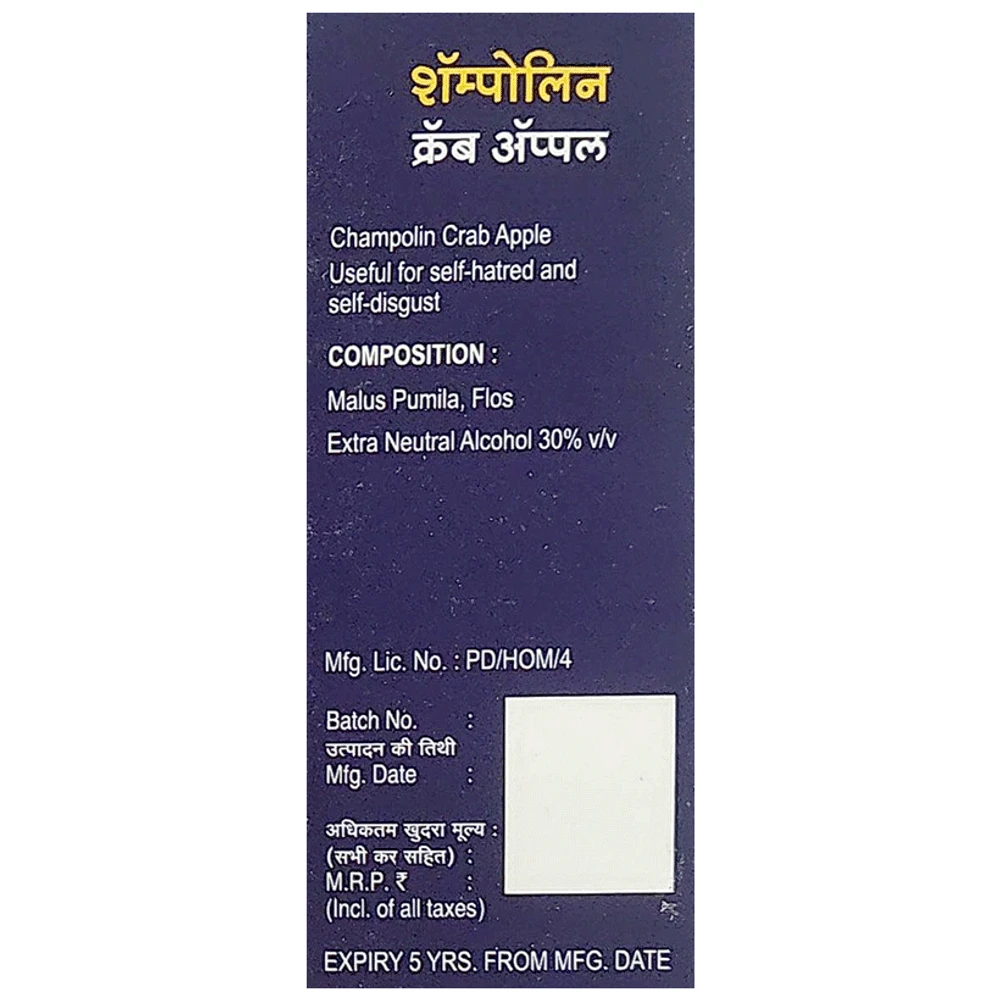 शॅम्पोलिन
क्रॅब ॲप्पल
Champolin Crab Apple
Useful for self-hatred and
self-disgust
COMPOSITION :
Malus Pumila, Flos
Extra Neutral Alcohol 30% v/v
Mfg. Lic. No. : PD/HOM/4
Batch No. :
उत्पादन की तिथी
Mfg. Date :
अधिकतम खुदरा मूल्य :
(सभी कर सहित) :
M.R.P. ₹ :
(Incl. of all taxes)
EXPIRY 5 YRS. FROM MFG. DATE